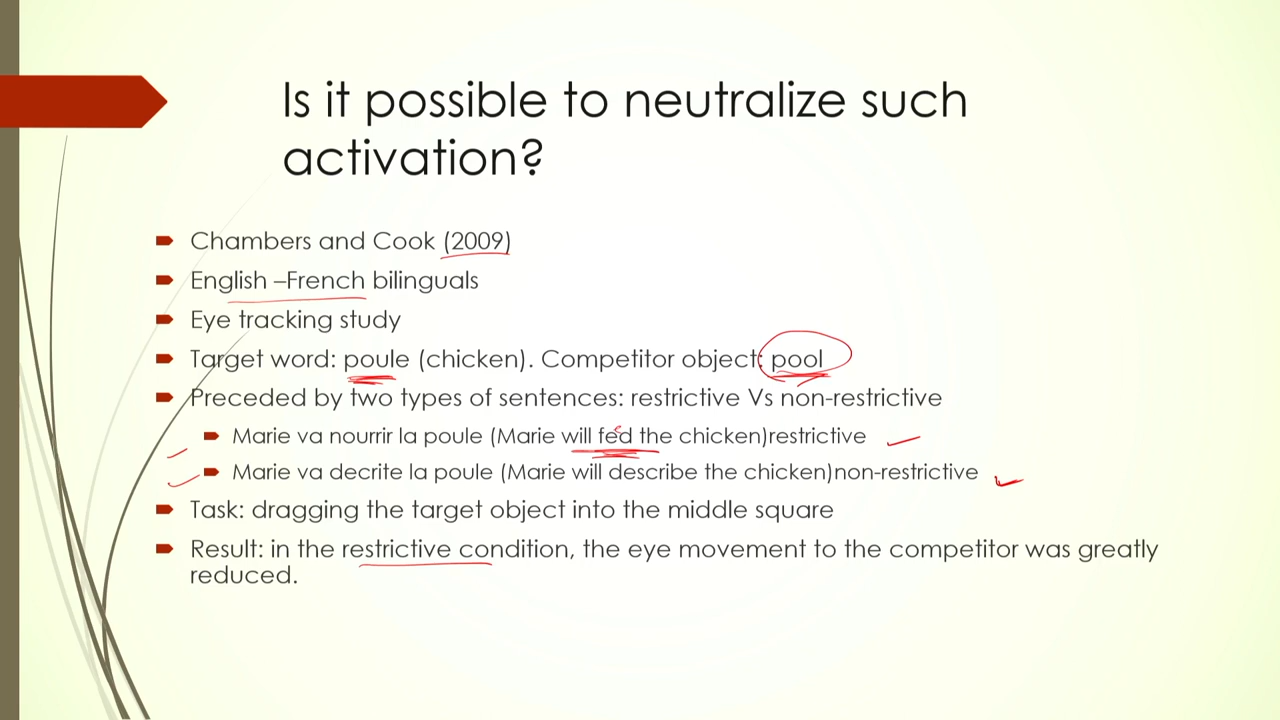 Is it possible to neutralize such
activation?
Chambers and Cook (2009)
English –French bilinguals
Eye tracking study
Target word: poule (chicken). Competitor object: pool
Preceded by two types of sentences: restrictive Vs non-restrictive
Marie va nourrir la poule (Marie will fed the chicken)restrictive
Marie va decrite la poule (Marie will describe the chicken)non-restrictive
Task: dragging the target object into the middle square
Result: in the restrictive condition, the eye movement to the competitor was greatly
reduced.